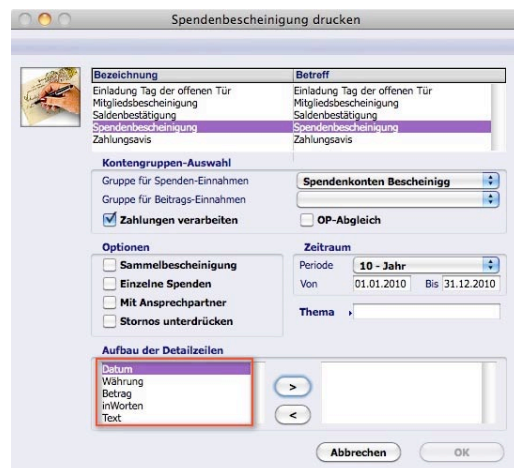 Spendenbescheinigung drucken
Bezeichnung Betreff
Einladung Tag der offenen Tür Einladung Tag der offenen Tür
Mitgliedsbescheinigung Mitgliedsbescheinigung
Saldenbestätigung Saldenbestätigung
Spendenbescheinigung Spendenbescheinigung
Zahlungsavis Zahlungsavis
Kontengruppen-Auswahl
Gruppe für Spenden-Einnahmen Spendenkonten Bescheinigg
Gruppe für Beitrags-Einnahmen
Zahlungen verarbeiten OP-Abgleich
Optionen Zeitraum
Sammelbescheinigung Periode 10 - Jahr
Einzelne Spenden Von 01.01.2010 Bis 31.12.2010
Mit Ansprechpartner
Thema
Stornos unterdrücken
Aufbau der Detailzeilen
Datum
Währung
Betrag
inWorten
Text
>
<
Abbrechen OK